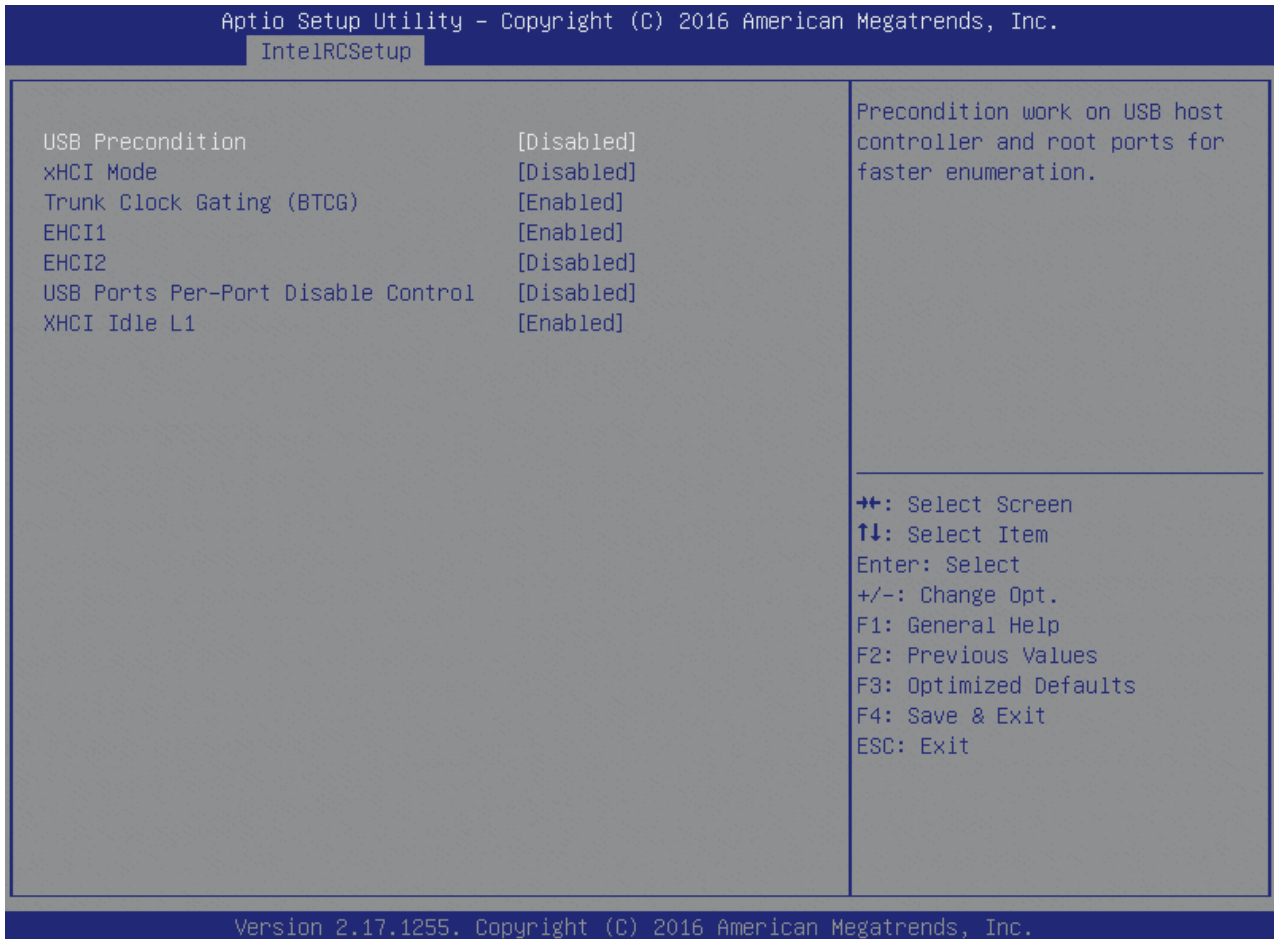 Aptio Setup Utility – Copyright (C) 2016 American Megatrends, Inc.
IntelRCSetup
USB Precondition [Disabled]
xHCI Mode [Disabled]
Trunk Clock Gating (BTCG) [Enabled]
EHCI1 [Enabled]
EHCI2 [Disabled]
USB Ports Per-Port Disable Control [Disabled]
XHCI Idle L1 [Enabled]
Precondition work on USB host
controller and root ports for
faster enumeration.
→←: Select Screen
↑↓: Select Item
Enter: Select
+/-: Change Opt.
F1: General Help
F2: Previous Values
F3: Optimized Defaults
F4: Save & Exit
ESC: Exit
Version 2.17.1255. Copyright (C) 2016 American Megatrends, Inc.